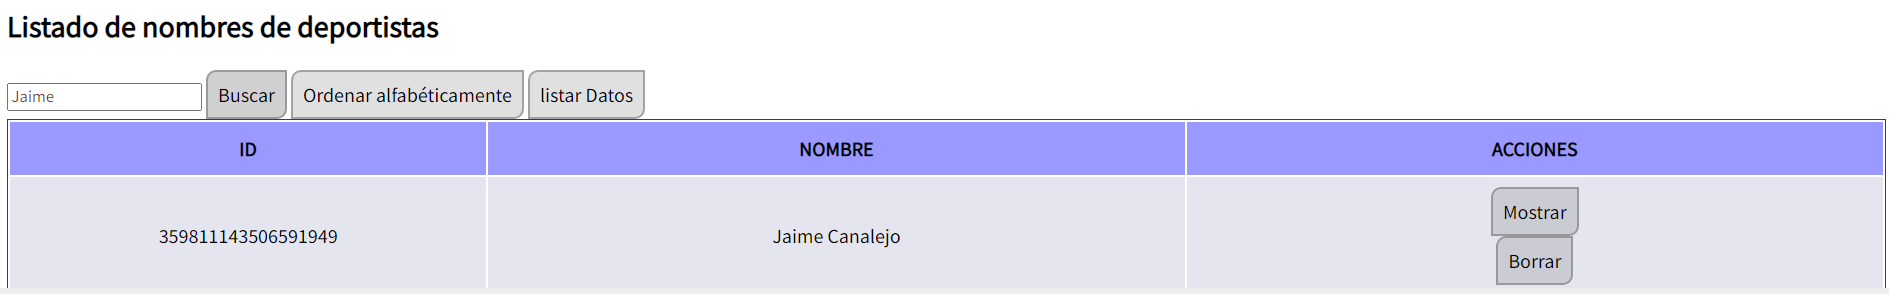 Listado de nombres de deportistas
Jaime Buscar Ordenar alfabéticamente listar Datos
ID NOMBRE ACCIONES
359811143506591949 Jaime Canalejo Mostrar
Borrar